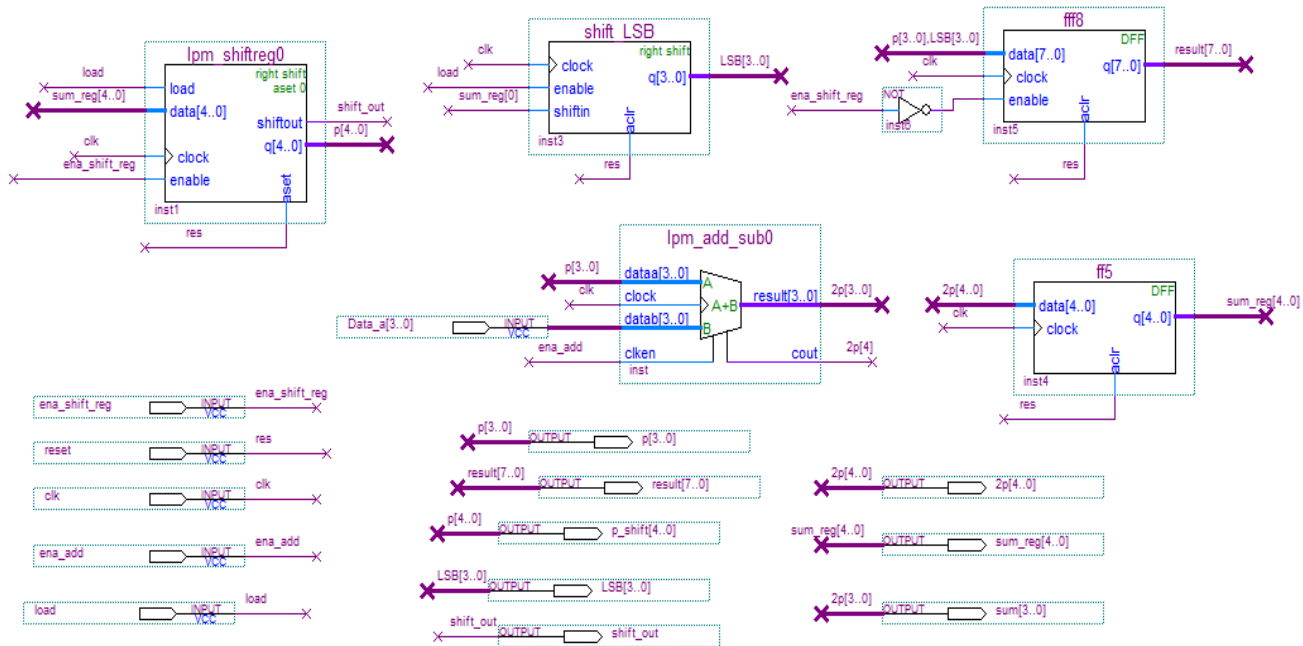 lpm_shiftreg0
right shift
aset 0
load
load
sum_reg[4..0]
data[4..0]
shift_out
shiftout
p[4..0]
q[4..0]
clk
clock
ena_shift_reg
enable
aset
inst1
res
shift_LSB
right shift
clk
clock
LSB[3..0]
q[3..0]
load
enable
sum_reg[0]
shiftin
aclr
inst3
res
fff8
DFF
p[3..0],LSB[3..0]
data[7..0]
result[7..0]
q[7..0]
clk
clock
ena_shift_reg
NOT
inst6
enable
aclr
inst5
res
lpm_add_sub0
p[3..0]
dataa[3..0]
A
clk
clock
A+B
result[3..0]
2p[3..0]
Data_a[3..0]
INPUT
VCC
datab[3..0]
B
ena_add
clken
cout
2p[4]
inst
ff5
DFF
2p[4..0]
data[4..0]
sum_reg[4..0]
q[4..0]
clk
clock
aclr
inst4
res
ena_shift_reg
INPUT
VCC
ena_shift_reg
reset
INPUT
VCC
res
clk
INPUT
VCC
clk
ena_add
INPUT
VCC
ena_add
load
INPUT
VCC
load
p[3..0]
OUTPUT
p[3..0]
result[7..0]
OUTPUT
result[7..0]
p[4..0]
OUTPUT
p_shift[4..0]
LSB[3..0]
OUTPUT
LSB[3..0]
shift_out
OUTPUT
shift_out
2p[4..0]
OUTPUT
2p[4..0]
sum_reg[4..0]
OUTPUT
sum_reg[4..0]
2p[3..0]
OUTPUT
sum[3..0]